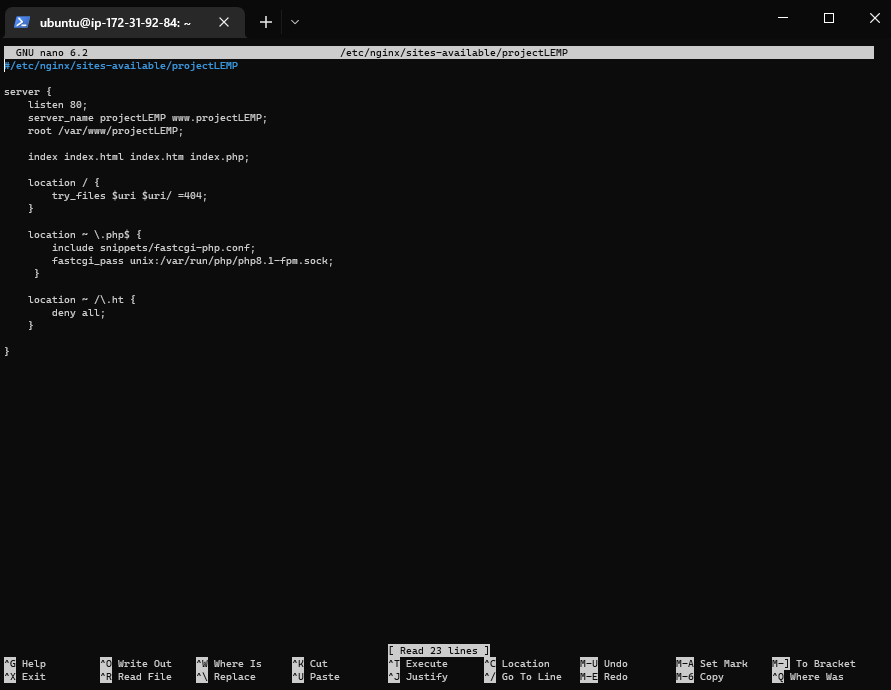 ubuntu@ip-172-31-92-84: ~
GNU nano 6.2 /etc/nginx/sites-available/projectLEMP
#/etc/nginx/sites-available/projectLEMP
server {
    listen 80;
    server_name projectLEMP www.projectLEMP;
    root /var/www/projectLEMP;
    index index.html index.htm index.php;
    location / {
        try_files $uri $uri/ =404;
    }
    location ~ \.php$ {
        include snippets/fastcgi-php.conf;
        fastcgi_pass unix:/var/run/php/php8.1-fpm.sock;
     }
    location ~ /\.ht {
        deny all;
    }
}
[ Read 23 lines ]
^G Help ^O Write Out ^W Where Is ^K Cut ^T Execute ^C Location M-U Undo M-A Set Mark M-] To Bracket
^X Exit ^R Read File ^\ Replace ^U Paste ^J Justify ^/ Go To Line M-E Redo M-6 Copy ^Q Where Was